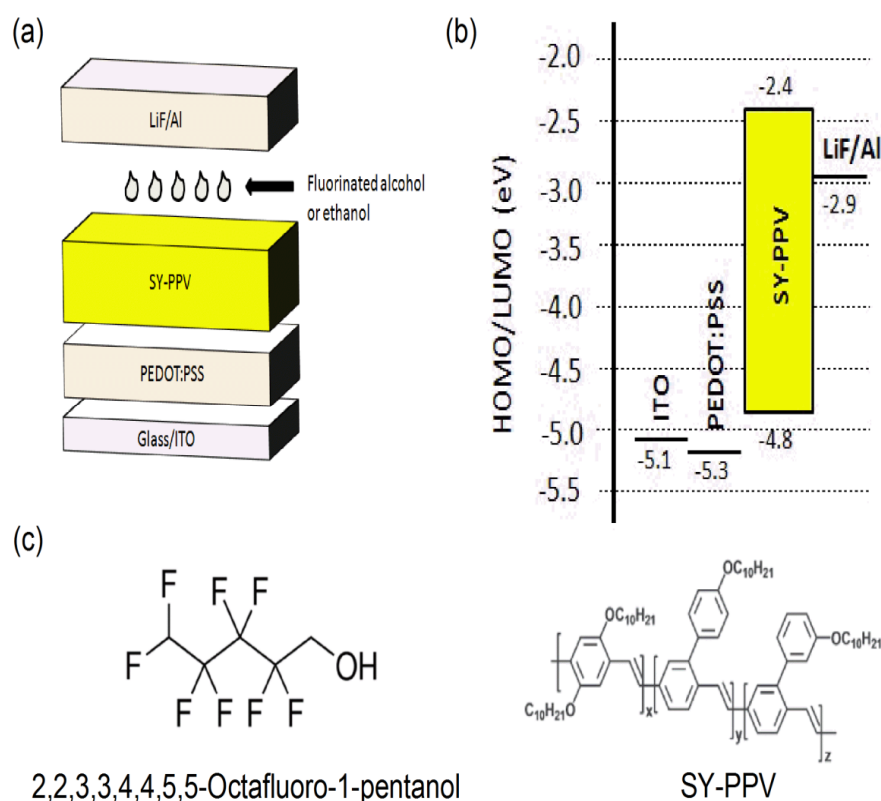 (a)
LiF/Al
Fluorinated alcohol
or ethanol
SY-PPV
PEDOT:PSS
Glass/ITO
(b)
HOMO/LUMO (eV)
-2.0
-2.5
-3.0
-3.5
-4.0
-4.5
-5.0
-5.5
-2.4
LiF/Al
-2.9
SY-PPV
PEDOT:PSS
ITO
-4.8
-5.1
-5.3
(c)
F
F
F
F
F
F
F
F
OH
2,2,3,3,4,4,5,5-Octafluoro-1-pentanol
OC10H21
OC10H21
OC10H21
C10H21O
x
y
z
SY-PPV